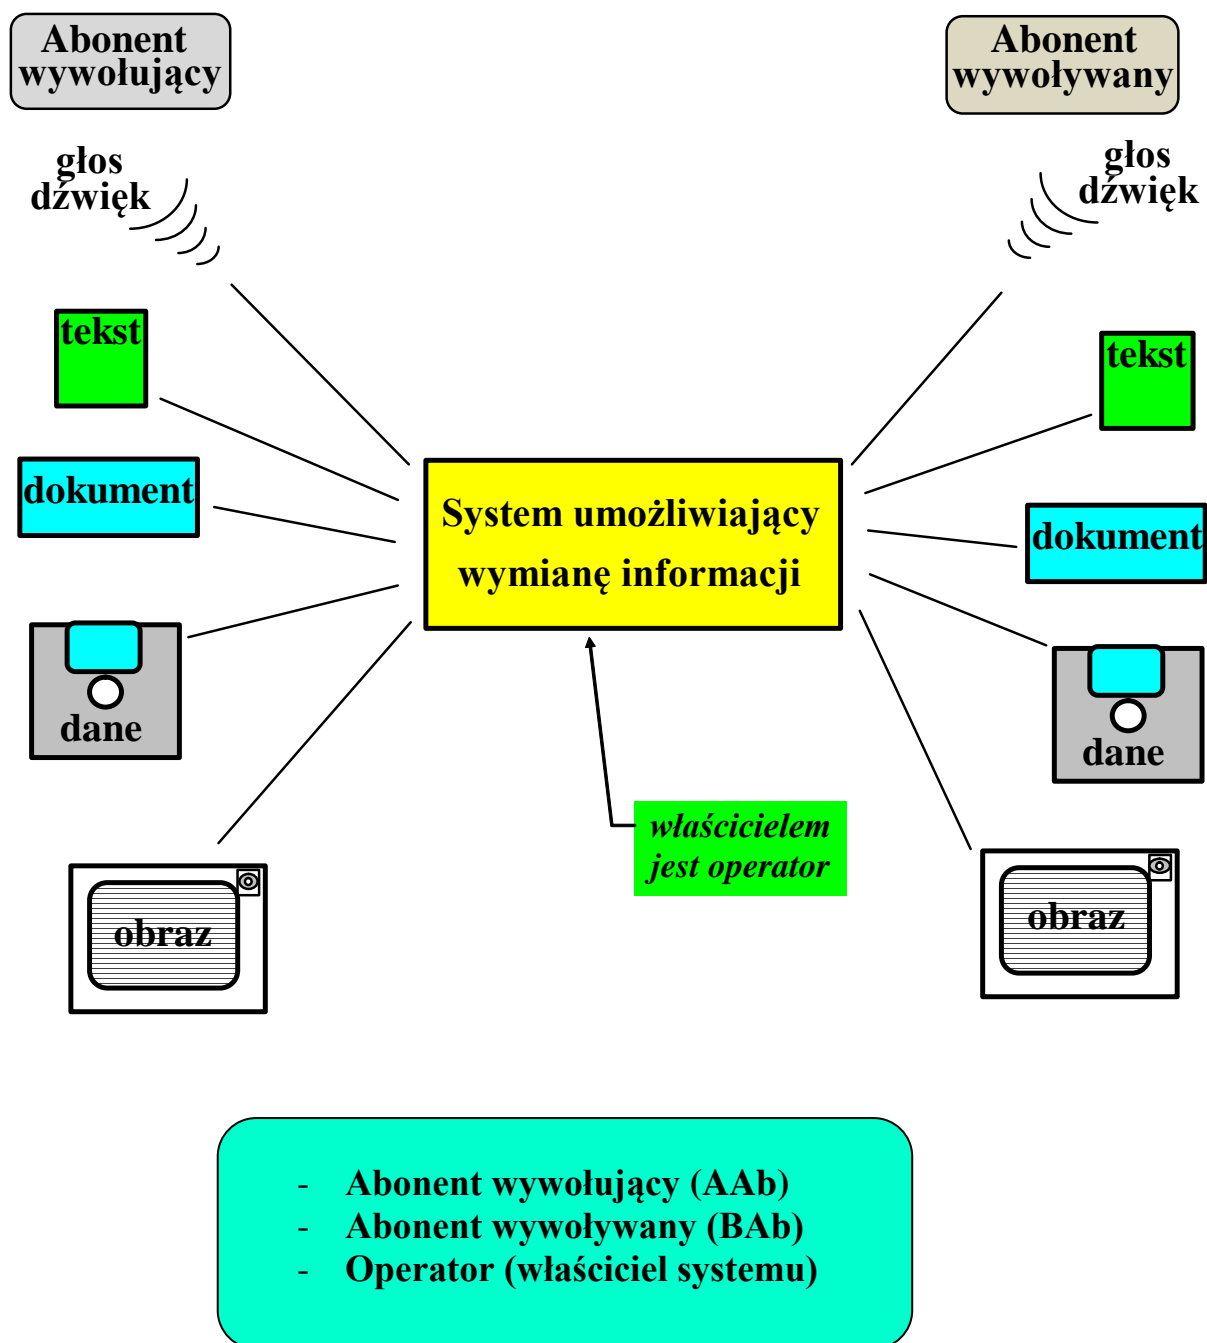 Abonent
wywołujący
Abonent
wywoływany
głos
dźwięk
głos
dźwięk
tekst
tekst
dokument
dokument
System umożliwiający
wymianę informacji
dane
dane
właścicielem
jest operator
obraz
obraz
- Abonent wywołujący (AAb)
- Abonent wywoływany (BAb)
- Operator (właściciel systemu)